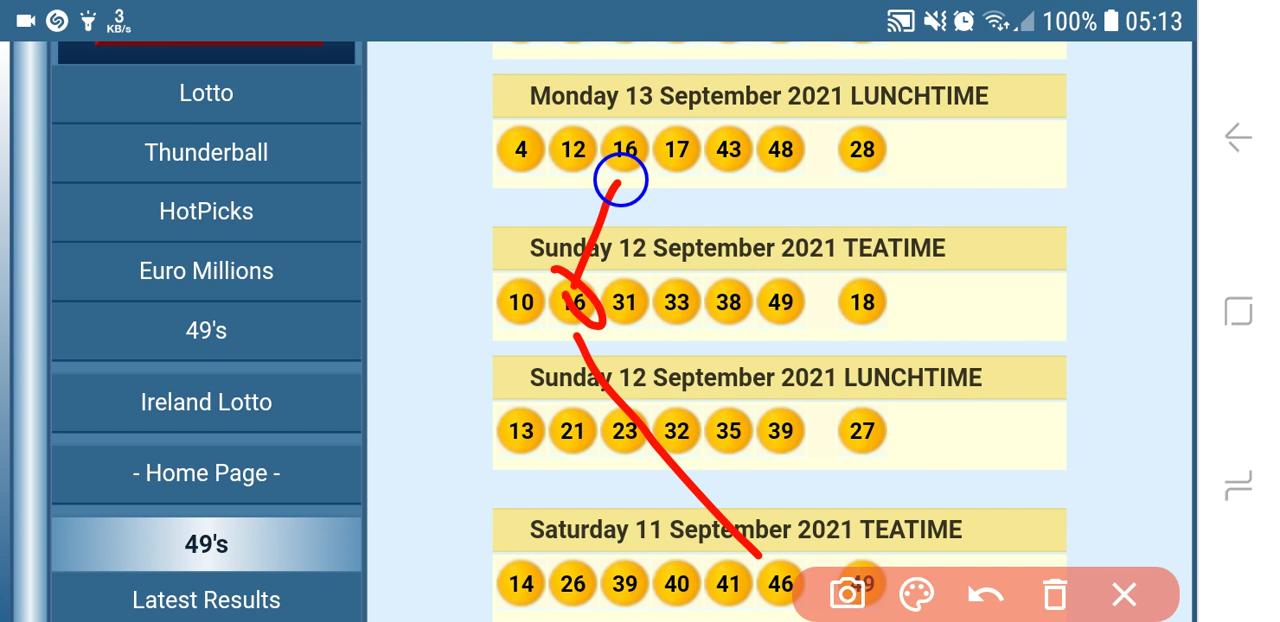 3
KB/s
100% 05:13
Lotto
Thunderball
HotPicks
Euro Millions
49's
Ireland Lotto
- Home Page -
49's
Latest Results
Monday 13 September 2021 LUNCHTIME
4 12 16 17 43 48 28
Sunday 12 September 2021 TEATIME
10 16 31 33 38 49 18
Sunday 12 September 2021 LUNCHTIME
13 21 23 32 35 39 27
Saturday 11 September 2021 TEATIME
14 26 39 40 41 46 49